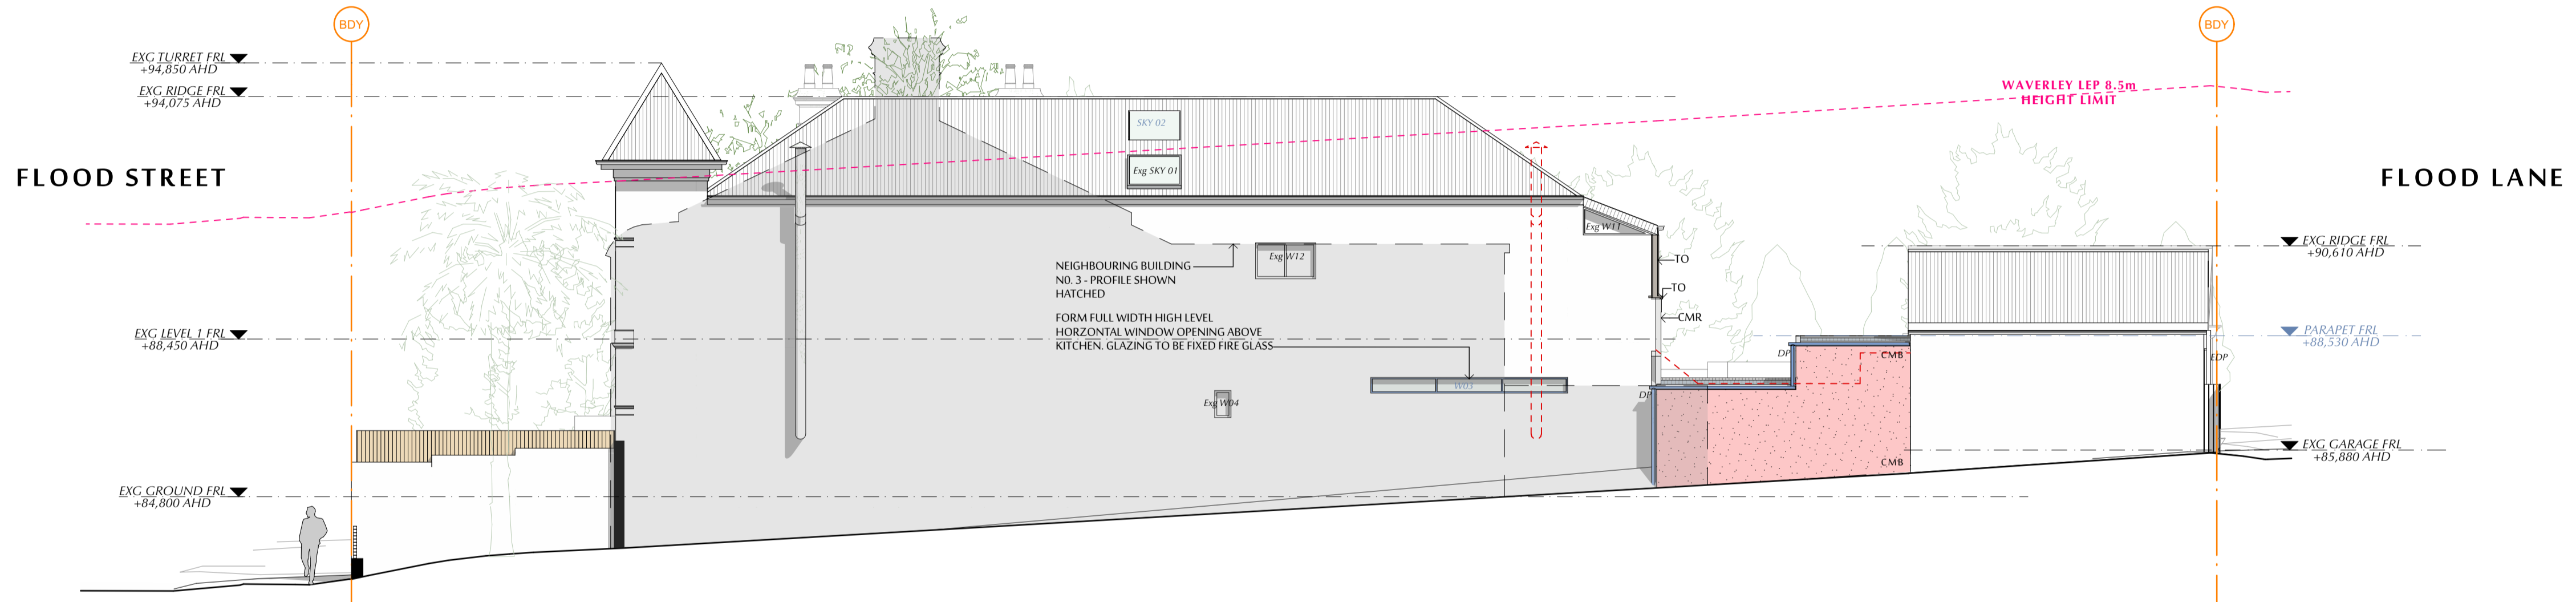 BDY
BDY
EXG TURRET FRL
+94,850 AHD
EXG RIDGE FRL
+94,075 AHD
WAVERLEY LEP 8.5m
HEIGHT LIMIT
SKY 02
Exg SKY 01
FLOOD STREET
FLOOD LANE
Exg W11
EXG RIDGE FRL
+90,610 AHD
Exg W12
NEIGHBOURING BUILDING
N0. 3 - PROFILE SHOWN
HATCHED
TO
TO
CMR
FORM FULL WIDTH HIGH LEVEL
HORZONTAL WINDOW OPENING ABOVE
KITCHEN. GLAZING TO BE FIXED FIRE GLASS
EXG LEVEL 1 FRL
+88,450 AHD
PARAPET FRL
+88,530 AHD
DP
CMB
EDP
W03
DP
Exg W04
EXG GARAGE FRL
+85,880 AHD
CMB
EXG GROUND FRL
+84,800 AHD